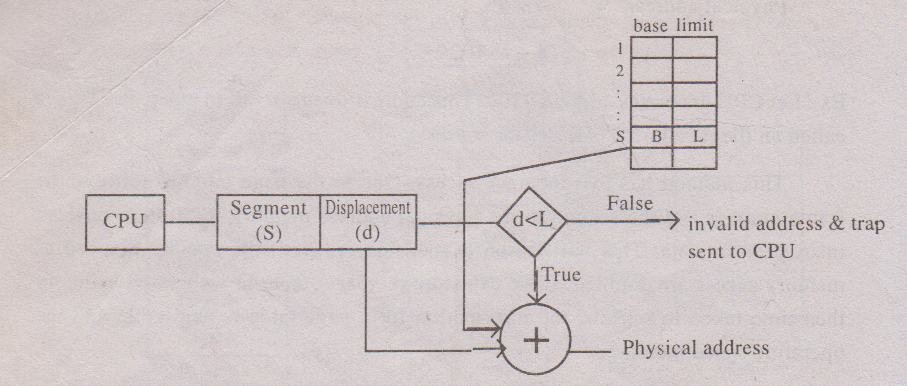 base limit
1
2
:
:
S B L
CPU
Segment
(S)
Displacement
(d)
d<L
False
invalid address & trap
sent to CPU
True
+
Physical address